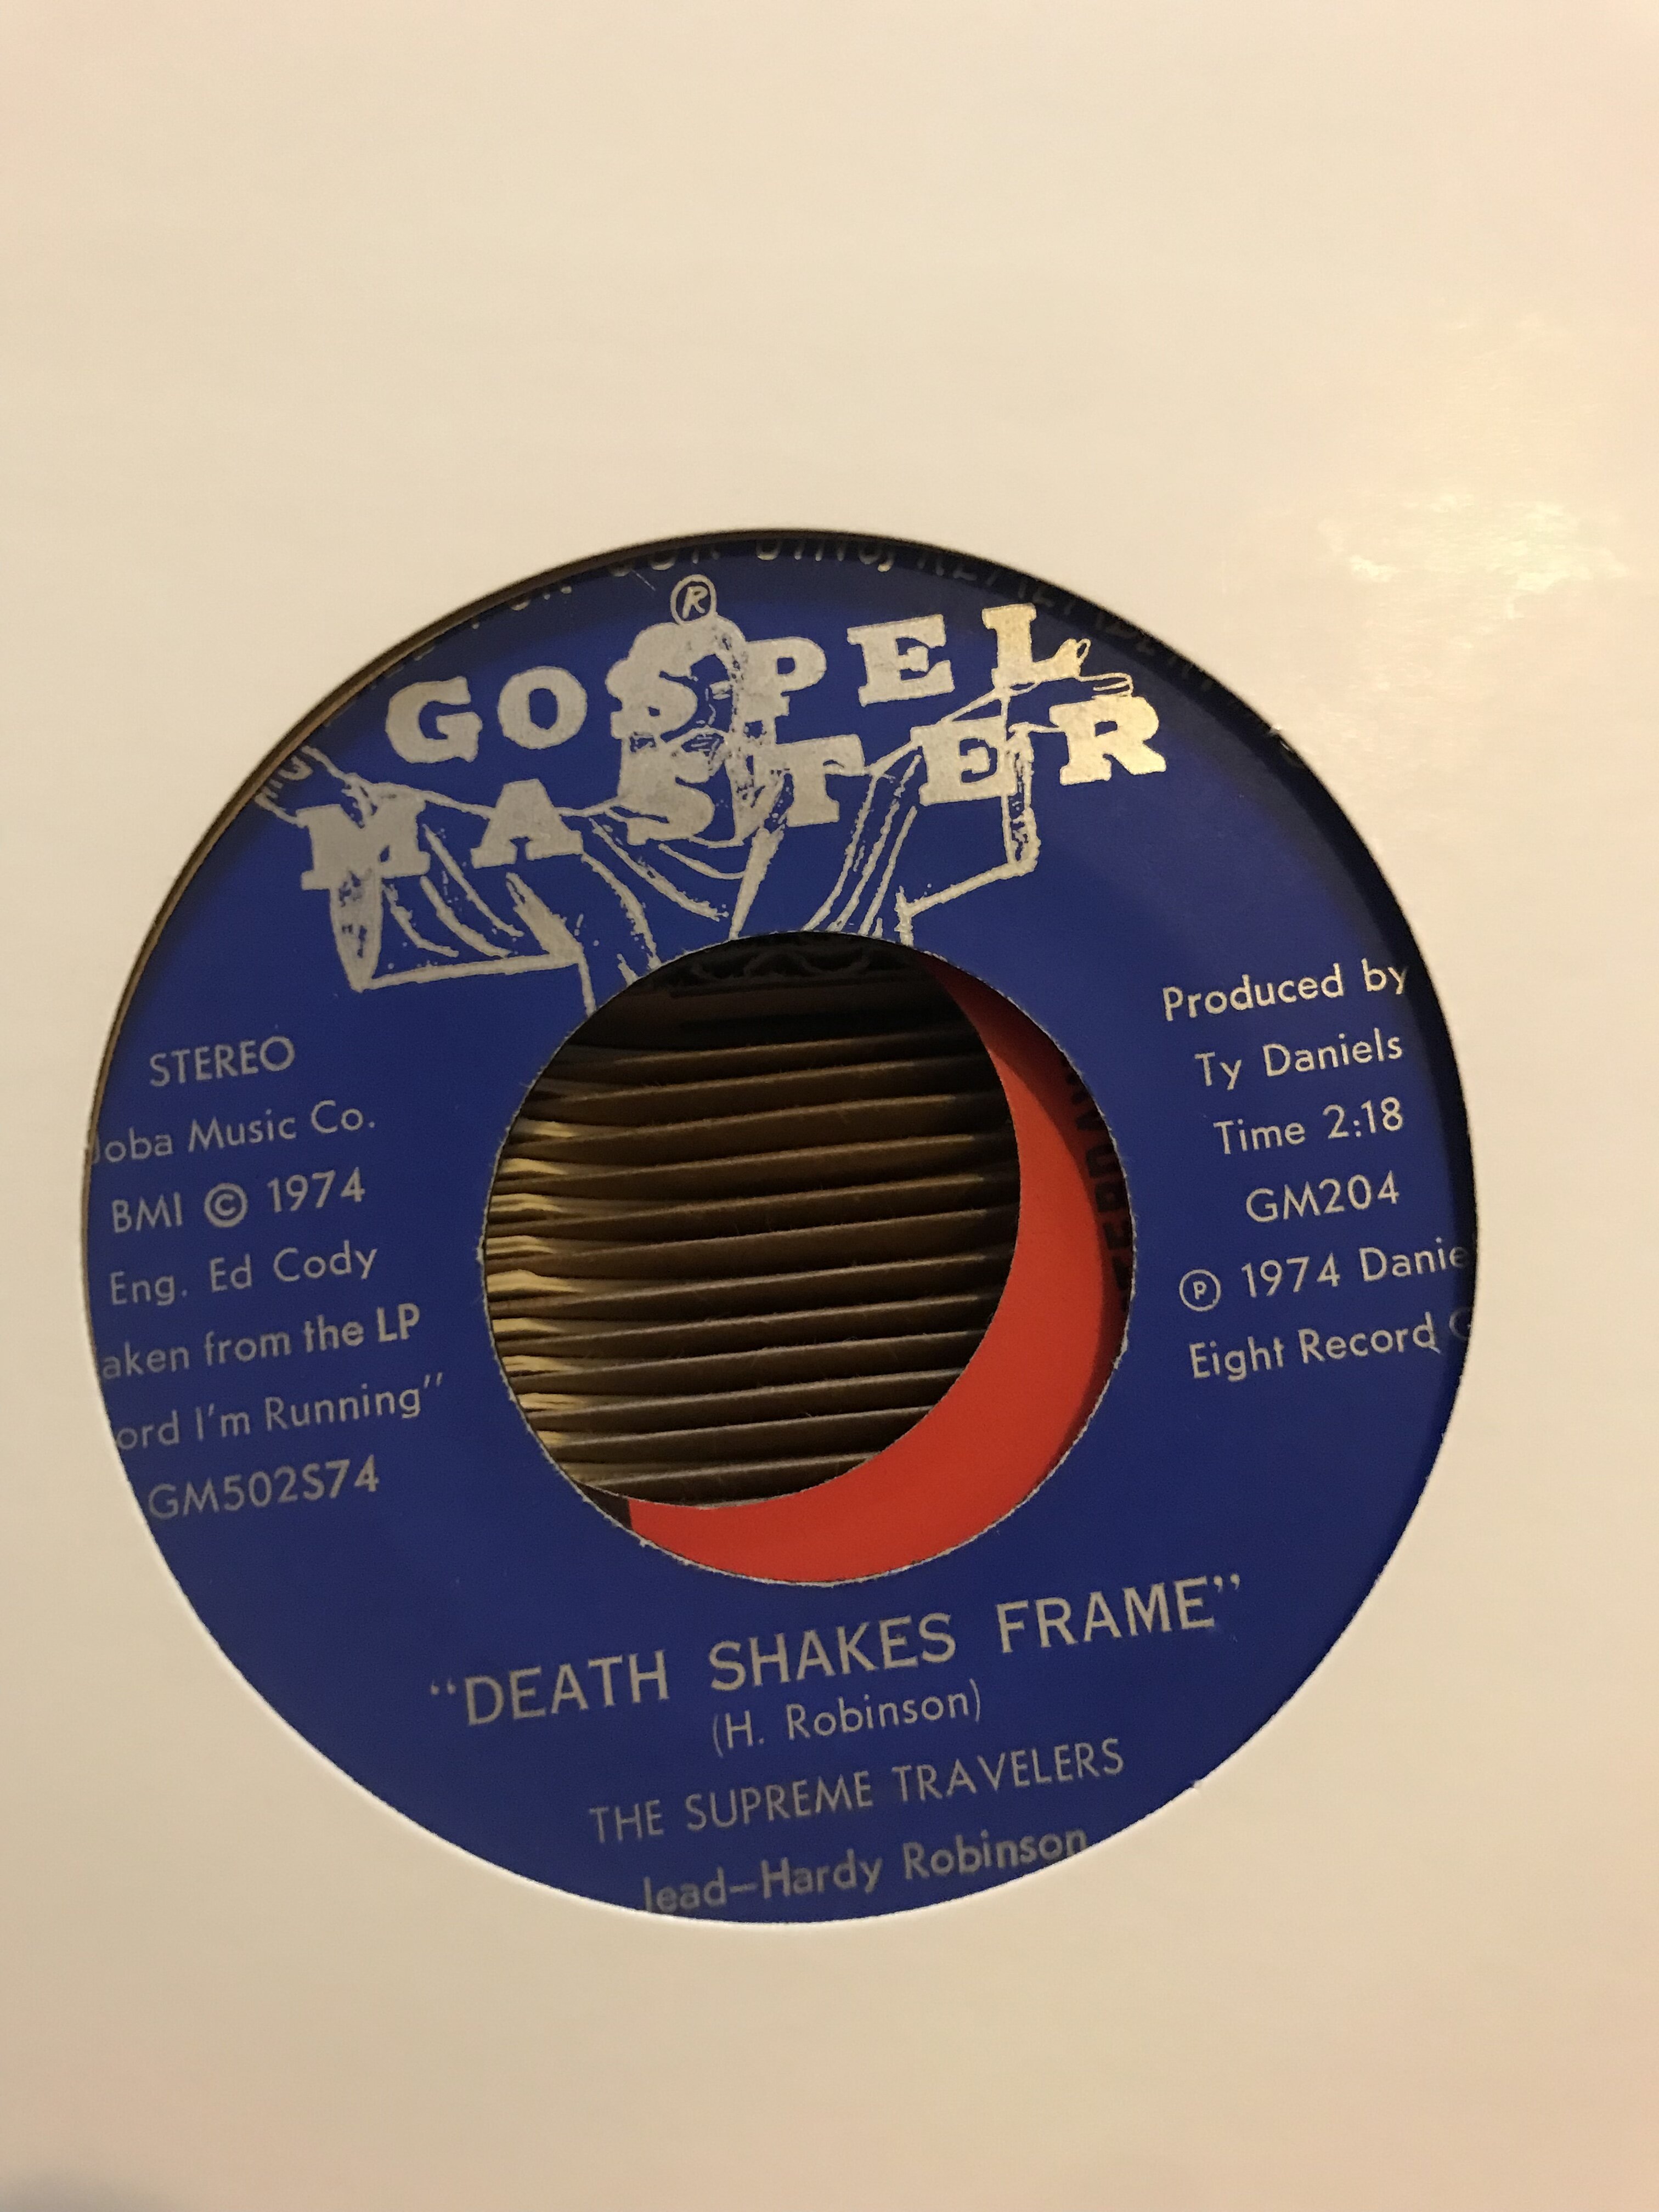 ®
GOSPEL
MASTER
STEREO
Joba Music Co.
BMI © 1974
Eng. Ed Cody
aken from the LP
ord I'm Running"
GM502S74
Produced by
Ty Daniels
Time 2:18
GM204
℗ 1974 Danie
Eight Record
"DEATH SHAKES FRAME"
(H. Robinson)
THE SUPREME TRAVELERS
lead—Hardy Robinson